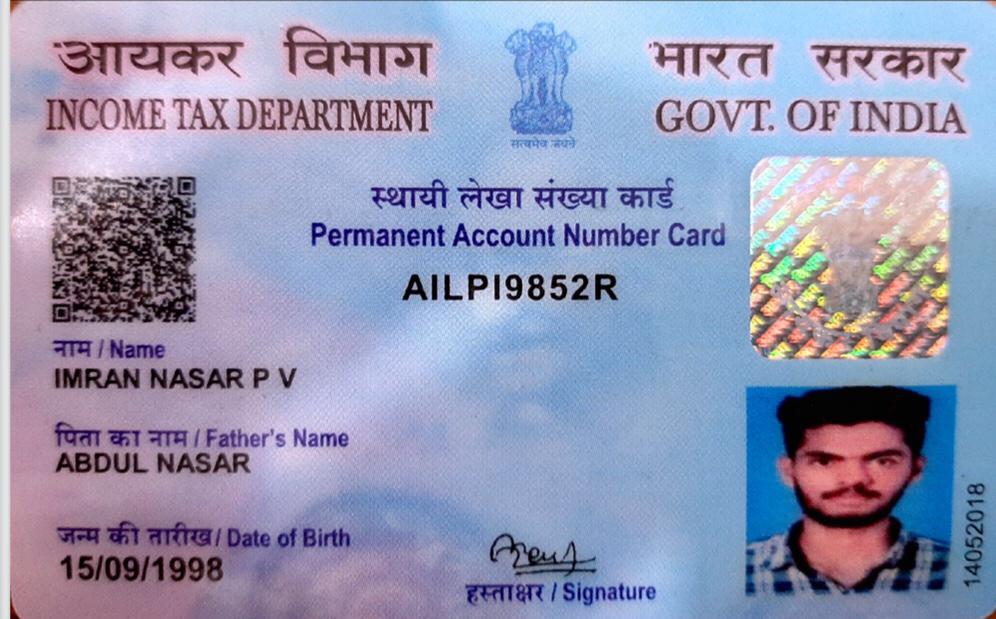 आयकर विभाग
INCOME TAX DEPARTMENT
सत्यमेव जयते
भारत सरकार
GOVT. OF INDIA
स्थायी लेखा संख्या कार्ड
Permanent Account Number Card
AILPI9852R
नाम / Name
IMRAN NASAR P V
पिता का नाम / Father's Name
ABDUL NASAR
जन्म की तारीख / Date of Birth
15/09/1998
हस्ताक्षर / Signature
14052018